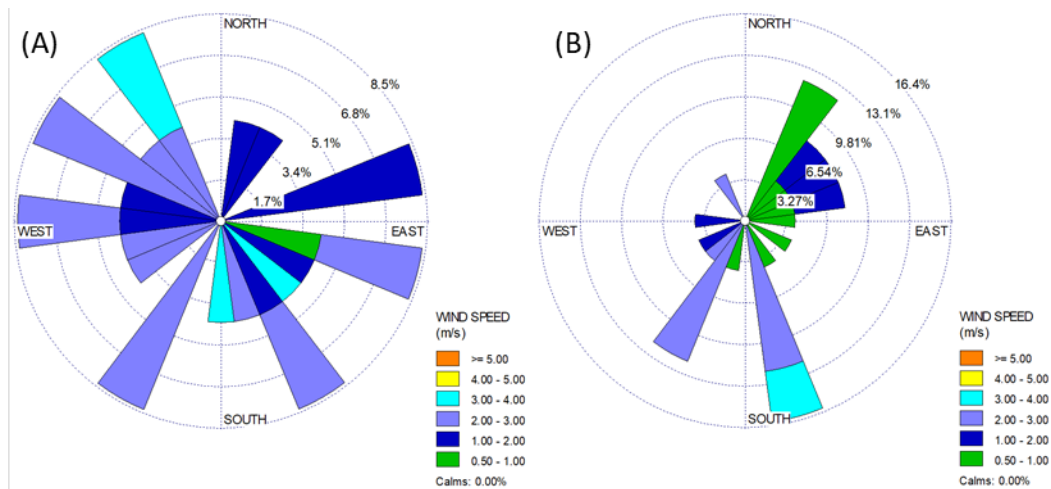 (A)
NORTH
8.5%
6.8%
5.1%
3.4%
1.7%
WEST
EAST
SOUTH
WIND SPEED
(m/s)
>= 5.00
4.00 - 5.00
3.00 - 4.00
2.00 - 3.00
1.00 - 2.00
0.50 - 1.00
Calms: 0.00%
(B)
NORTH
16.4%
13.1%
9.81%
6.54%
3.27%
WEST
EAST
SOUTH
WIND SPEED
(m/s)
>= 5.00
4.00 - 5.00
3.00 - 4.00
2.00 - 3.00
1.00 - 2.00
0.50 - 1.00
Calms: 0.00%